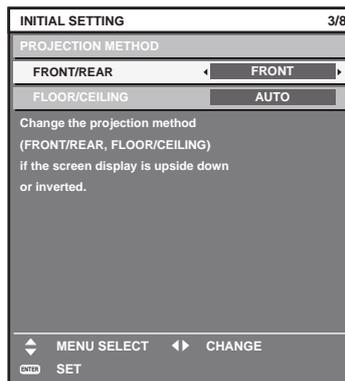 INITIAL SETTING 3/8
PROJECTION METHOD
FRONT/REAR FRONT
FLOOR/CEILING AUTO
Change the projection method
(FRONT/REAR, FLOOR/CEILING)
if the screen display is upside down
or inverted.
MENU SELECT CHANGE
ENTER SET